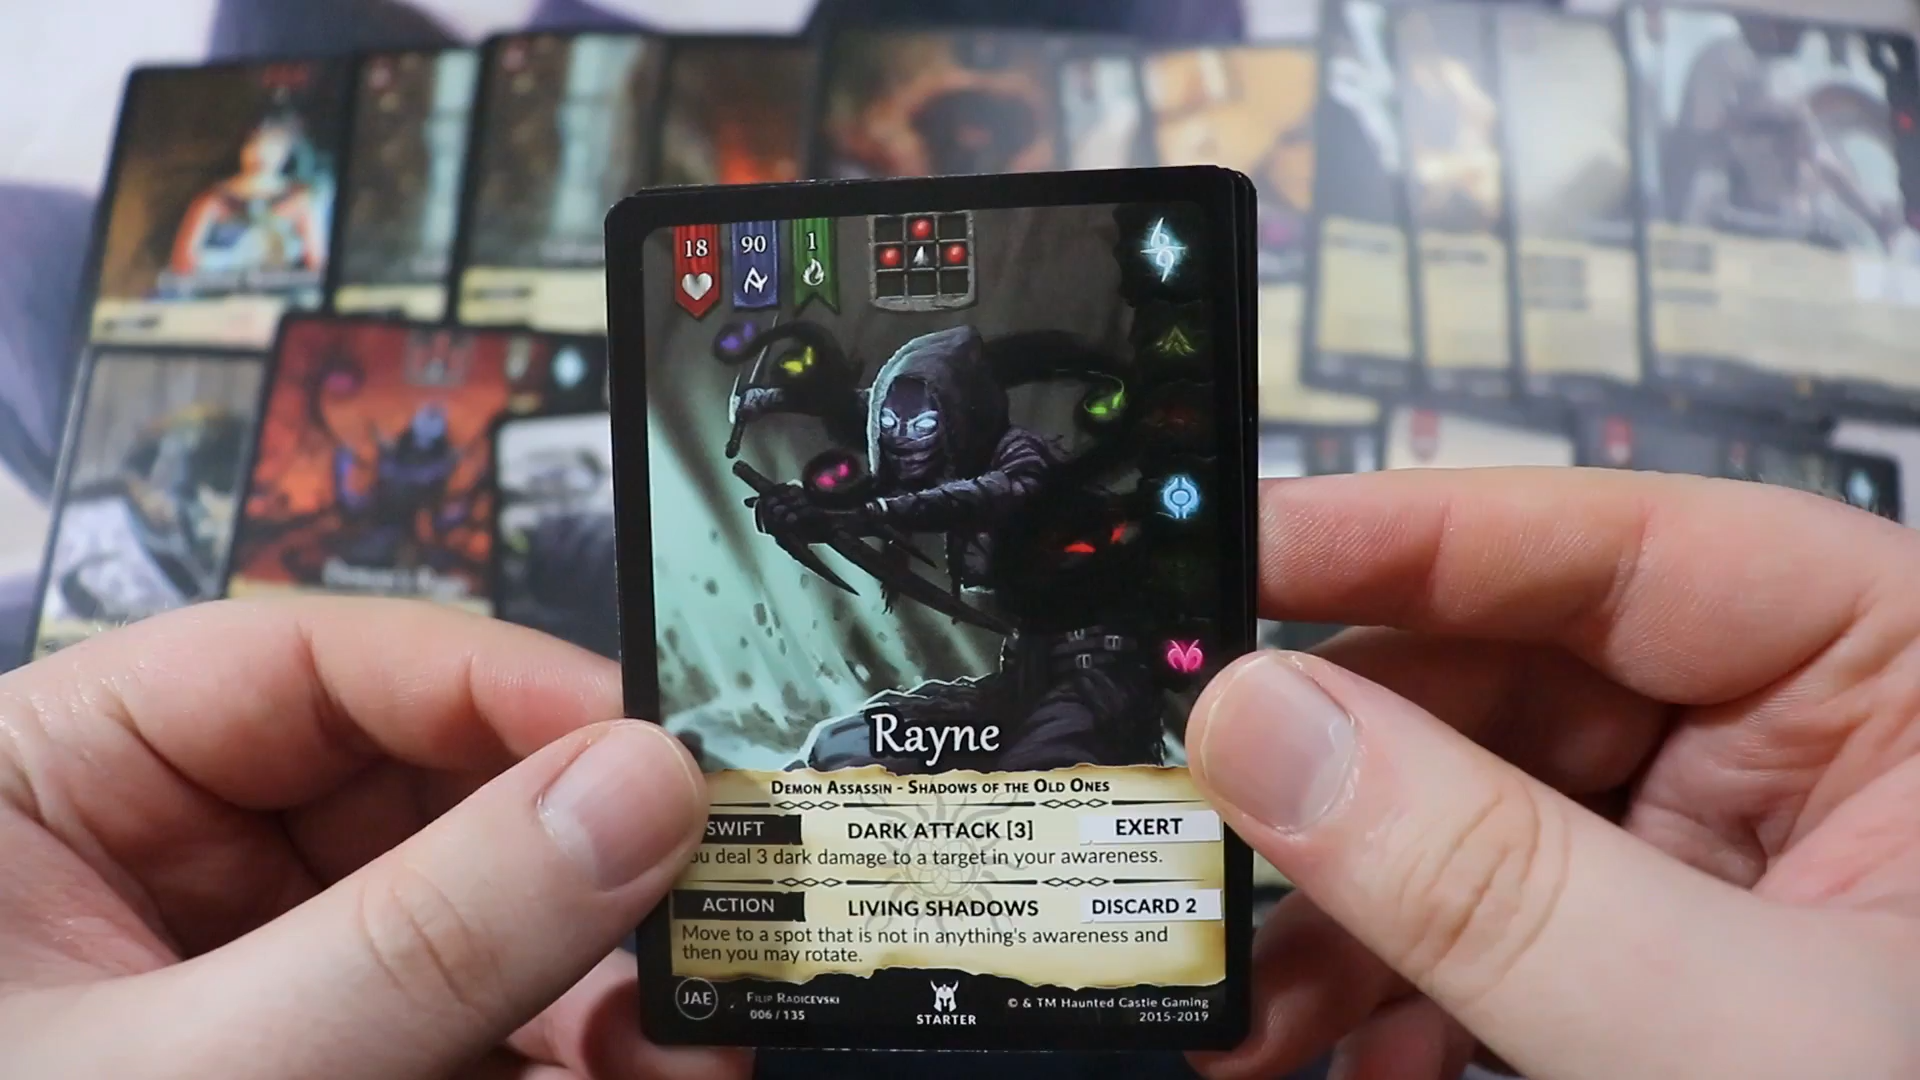 18 90 1
6
9
Rayne
DEMON ASSASSIN - SHADOWS OF THE OLD ONES
SWIFT DARK ATTACK [3] EXERT
ou deal 3 dark damage to a target in your awareness.
ACTION LIVING SHADOWS DISCARD 2
Move to a spot that is not in anything's awareness and
then you may rotate.
JAE FILIP RADICEVSKI
006 / 135
STARTER
© & TM Haunted Castle Gaming
2015-2019